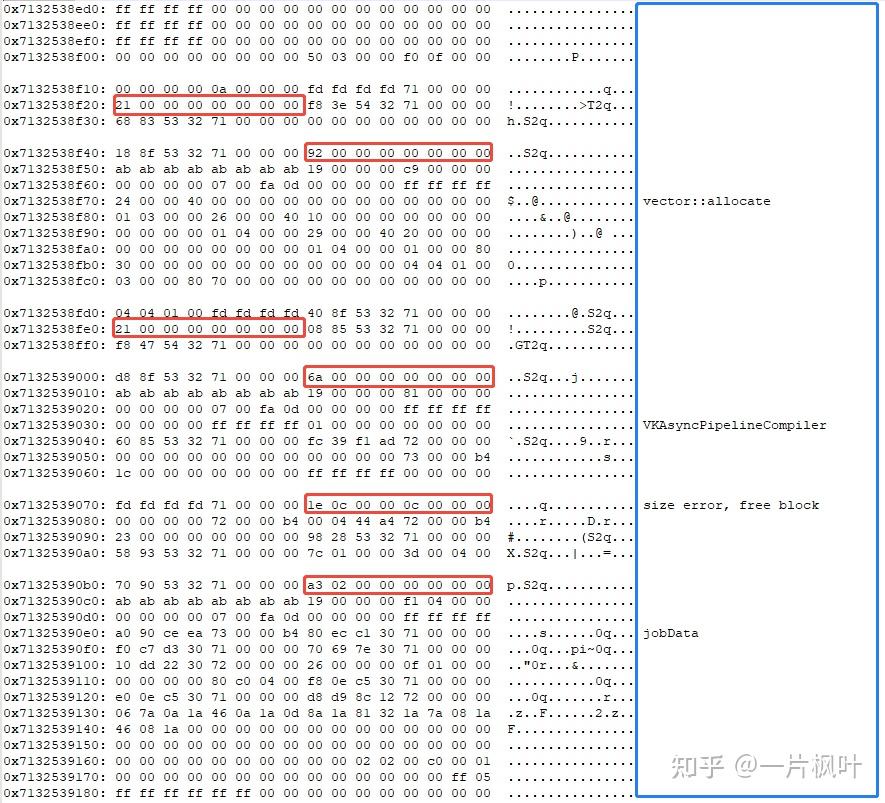 0x7132538ed0: ff ff ff ff 00 00 00 00 00 00 00 00 00 00 00 00 ................
0x7132538ee0: ff ff ff ff 00 00 00 00 00 00 00 00 00 00 00 00 ................
0x7132538ef0: ff ff ff ff 00 00 00 00 00 00 00 00 00 00 00 00 ................
0x7132538f00: 00 00 00 00 00 00 00 00 50 03 00 00 f0 0f 00 00 ........P.......
0x7132538f10: 00 00 00 00 0a 00 00 00 fd fd fd fd 71 00 00 00 ............q...
0x7132538f20: 21 00 00 00 00 00 00 00 f8 3e 54 32 71 00 00 00 !........>T2q...
0x7132538f30: 68 83 53 32 71 00 00 00 00 00 00 00 00 00 00 00 h.S2q...........
0x7132538f40: 18 8f 53 32 71 00 00 00 92 00 00 00 00 00 00 00 ..S2q...........
0x7132538f50: ab ab ab ab ab ab ab ab 19 00 00 00 c9 00 00 00 ................
0x7132538f60: 00 00 00 00 07 00 fa 0d 00 00 00 00 ff ff ff ff ................
0x7132538f70: 24 00 00 40 00 00 00 00 00 00 00 00 00 00 00 00 $..@............ vector::allocate
0x7132538f80: 01 03 00 00 26 00 00 40 10 00 00 00 00 00 00 00 ....&..@........
0x7132538f90: 00 00 00 00 01 04 00 00 29 00 00 40 20 00 00 00 ........)..@ ...
0x7132538fa0: 00 00 00 00 00 00 00 00 01 04 00 00 01 00 00 80 ................
0x7132538fb0: 30 00 00 00 00 00 00 00 00 00 00 00 04 04 01 00 0...............
0x7132538fc0: 03 00 00 80 70 00 00 00 00 00 00 00 00 00 00 00 ....p...........
0x7132538fd0: 04 04 01 00 fd fd fd fd 40 8f 53 32 71 00 00 00 ........@.S2q...
0x7132538fe0: 21 00 00 00 00 00 00 00 08 85 53 32 71 00 00 00 !.........S2q...
0x7132538ff0: f8 47 54 32 71 00 00 00 00 00 00 00 00 00 00 00 .GT2q...........
0x7132539000: d8 8f 53 32 71 00 00 00 6a 00 00 00 00 00 00 00 ..S2q...j.......
0x7132539010: ab ab ab ab ab ab ab ab 19 00 00 00 81 00 00 00 ................
0x7132539020: 00 00 00 00 07 00 fa 0d 00 00 00 00 ff ff ff ff ................
0x7132539030: 00 00 00 00 ff ff ff ff 01 00 00 00 00 00 00 00 ................ VKAsyncPipelineCompiler
0x7132539040: 60 85 53 32 71 00 00 00 fc 39 f1 ad 72 00 00 00 `.S2q....9..r...
0x7132539050: 00 00 00 00 00 00 00 00 00 00 00 00 73 00 00 b4 ............s...
0x7132539060: 1c 00 00 00 00 00 00 00 ff ff ff ff 00 00 00 00 ................
0x7132539070: fd fd fd fd 71 00 00 00 1e 0c 00 00 0c 00 00 00 ....q........... size error, free block
0x7132539080: 00 00 00 00 72 00 00 b4 00 04 44 a4 72 00 00 b4 ....r.....D.r...
0x7132539090: 23 00 00 00 00 00 00 00 98 28 53 32 71 00 00 00 #........(S2q...
0x71325390a0: 58 93 53 32 71 00 00 00 7c 01 00 00 3d 00 04 00 X.S2q...|...=...
0x71325390b0: 70 90 53 32 71 00 00 00 a3 02 00 00 00 00 00 00 p.S2q...........
0x71325390c0: ab ab ab ab ab ab ab ab 19 00 00 00 f1 04 00 00 ................
0x71325390d0: 00 00 00 00 07 00 fa 0d 00 00 00 00 ff ff ff ff ................
0x71325390e0: a0 90 ce ea 73 00 00 b4 80 ec c1 30 71 00 00 00 ....s......0q... jobData
0x71325390f0: f0 c7 d3 30 71 00 00 00 70 69 7e 30 71 00 00 00 ...0q...pi~0q...
0x7132539100: 10 dd 22 30 72 00 00 00 26 00 00 00 0f 01 00 00 .."0r...&.......
0x7132539110: 00 00 00 00 80 c0 04 00 f8 0e c5 30 71 00 00 00 ...........0q...
0x7132539120: e0 0e c5 30 71 00 00 00 d8 d9 8c 12 72 00 00 00 ...0q.......r...
0x7132539130: 06 7a 0a 1a 46 0a 1a 0d 8a 1a 81 32 1a 7a 08 1a .z..F......2.z..
0x7132539140: 46 08 1a 00 00 00 00 00 00 00 00 00 00 00 00 00 F...............
0x7132539150: 00 00 00 00 00 00 00 00 00 00 00 00 00 00 00 00 ................
0x7132539160: 00 00 00 00 00 00 00 00 00 00 02 02 00 c0 00 01 ................
0x7132539170: 00 00 00 00 00 00 00 00 00 00 00 00 00 00 ff 05 ................
0x7132539180: ff ff ff ff ff ff 00 00 00 00 00 00 00 00 00 00 ................
知乎 @一片枫叶